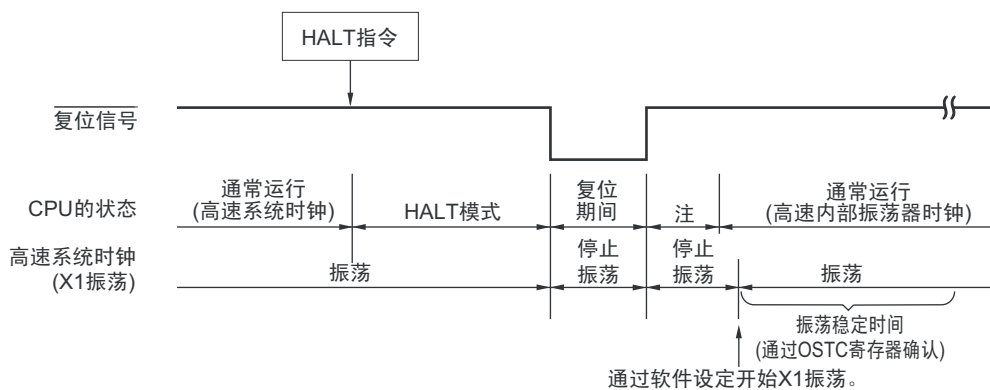 HALT指令
复位信号
CPU的状态
通常运行
(高速系统时钟)
HALT模式
复位
期间
注
通常运行
(高速内部振荡器时钟)
高速系统时钟
(X1振荡)
振荡
停止
振荡
停止
振荡
振荡
振荡稳定时间
(通过OSTC寄存器确认)
通过软件设定开始X1振荡。